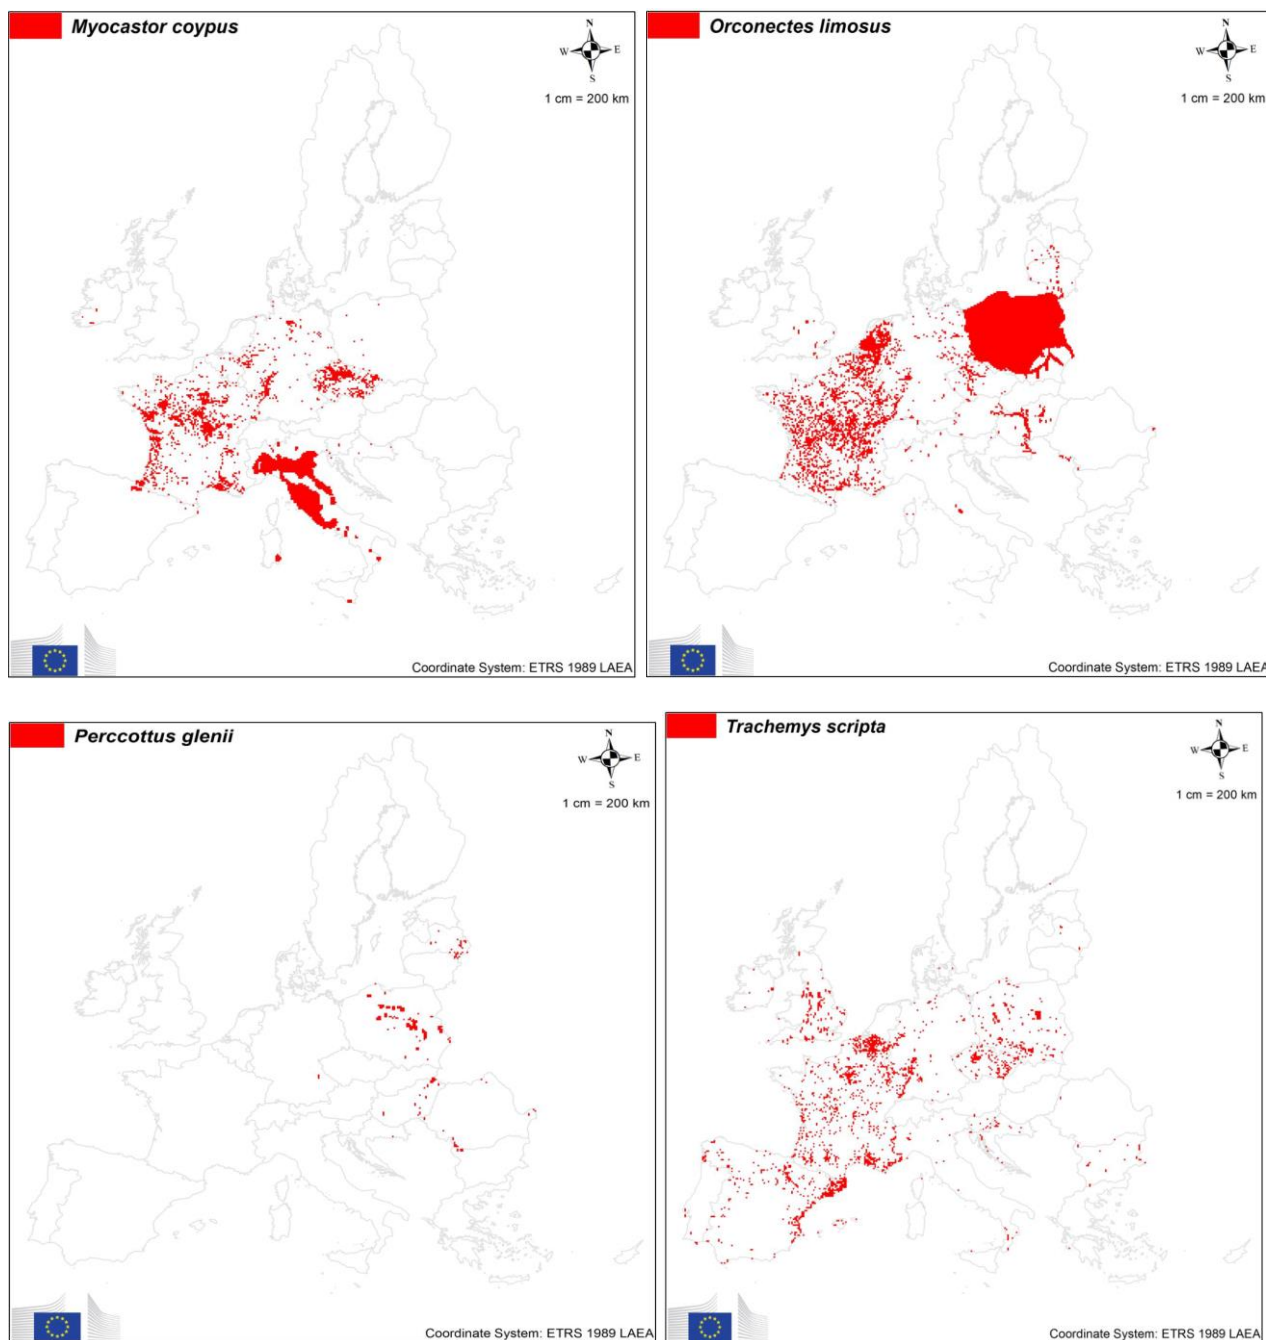 Myocastor coypus
N
W E
S
1 cm = 200 km
Coordinate System: ETRS 1989 LAEA
Orconectes limosus
N
W E
S
1 cm = 200 km
Coordinate System: ETRS 1989 LAEA
Perccottus glenii
N
W E
S
1 cm = 200 km
Coordinate System: ETRS 1989 LAEA
Trachemys scripta
N
W E
S
1 cm = 200 km
Coordinate System: ETRS 1989 LAEA